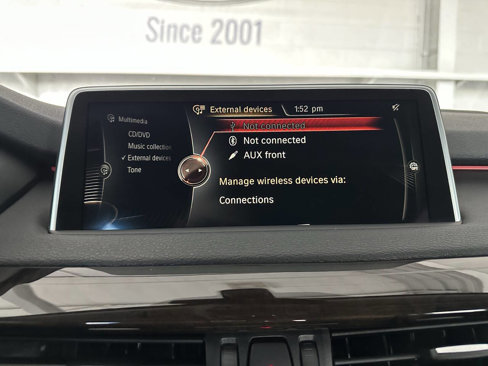 Since 2001
External devices
1:52 pm
Multimedia
CD/DVD
Music collection
External devices
Tone
Not connected
Not connected
AUX front
Manage wireless devices via:
Connections